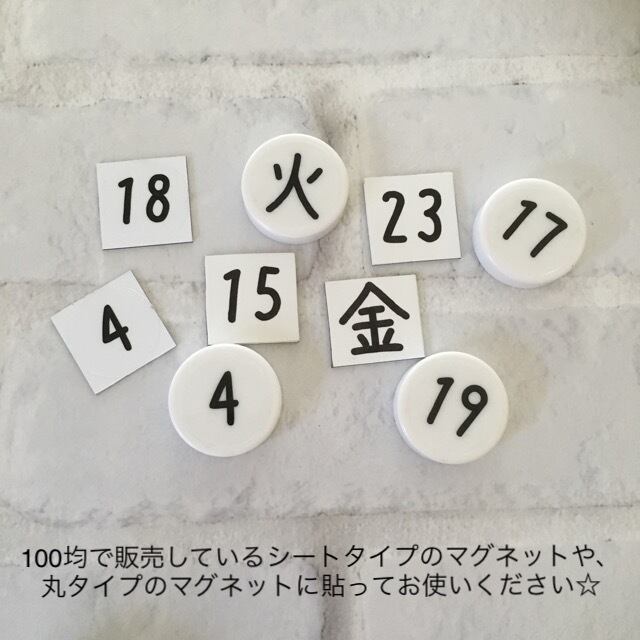 18
火
23
17
4
15
金
4
19
100均で販売しているシートタイプのマグネットや、
丸タイプのマグネットに貼ってお使いください☆